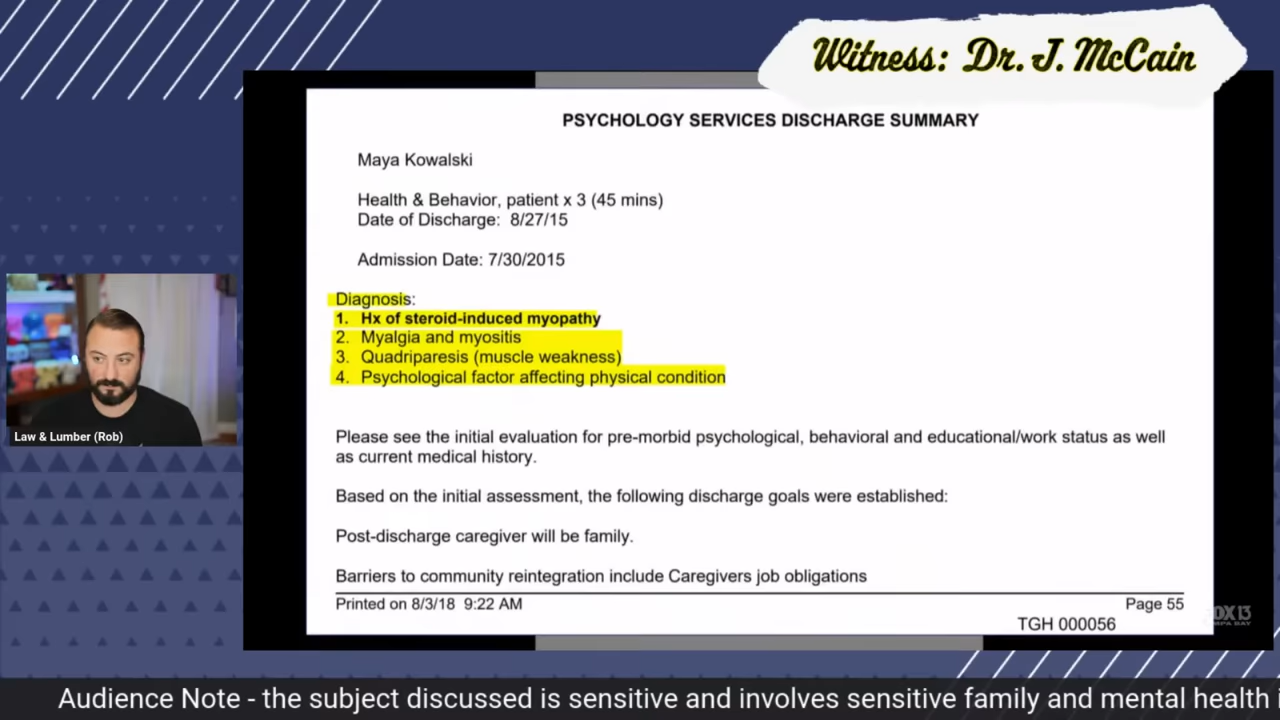 Witness: Dr. J. McCain
PSYCHOLOGY SERVICES DISCHARGE SUMMARY
Maya Kowalski
Health & Behavior, patient x 3 (45 mins)
Date of Discharge: 8/27/15
Admission Date: 7/30/2015
Diagnosis:
1. Hx of steroid-induced myopathy
2. Myalgia and myositis
3. Quadriparesis (muscle weakness)
4. Psychological factor affecting physical condition
Please see the initial evaluation for pre-morbid psychological, behavioral and educational/work status as well
as current medical history.
Based on the initial assessment, the following discharge goals were established:
Post-discharge caregiver will be family.
Barriers to community reintegration include Caregivers job obligations
Printed on 8/3/18 9:22 AM
Page 55
TGH 000056
FOX 13
TAMPA BAY
Law & Lumber (Rob)
Audience Note - the subject discussed is sensitive and involves sensitive family and mental health